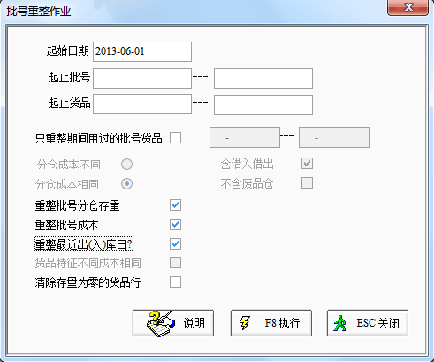 批号重整作业
起始日期 2013-06-01
起止批号 ---
起止货品 ---
只重整期间用过的批号货品 - --- -
分仓成本不同 含借入借出
分仓成本相同 不含废品仓
重整批号分仓存量
重整批号成本
重整最近出(入)库日?
货品特征不同成本相同
清除存量为零的货品行
说明 F8执行 ESC关闭